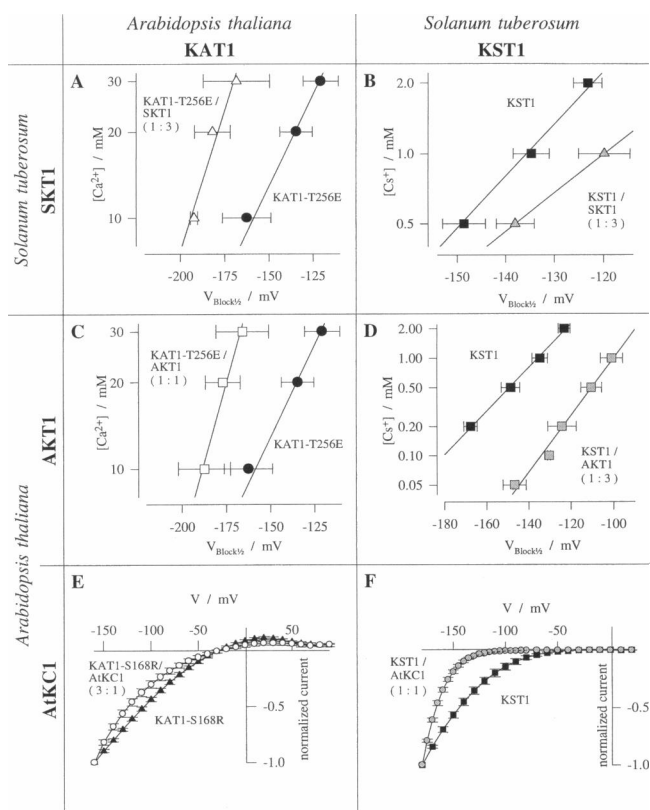 Arabidopsis thaliana
KAT1
Solanum tuberosum
KST1
Solanum tuberosum
SKT1
A
30
20
10
[Ca²⁺] / mM
KAT1-T256E /
SKT1
(1 : 3)
KAT1-T256E
-200
-175
-150
-125
V Block½ / mV
B
2.0
1.0
0.5
[Cs⁺] / mM
KST1
KST1 /
SKT1
(1 : 3)
-150
-140
-130
-120
V Block½ / mV
Arabidopsis thaliana
AKT1
C
30
20
10
[Ca²⁺] / mM
KAT1-T256E /
AKT1
(1 : 1)
KAT1-T256E
-200
-175
-150
-125
V Block½ / mV
D
2.00
1.00
0.50
0.20
0.10
0.05
[Cs⁺] / mM
KST1
KST1 /
AKT1
(1 : 3)
-180
-160
-140
-120
-100
V Block½ / mV
AtKC1
E
V / mV
-150
-100
-50
50
KAT1-S168R/
AtKC1
(3 : 1)
KAT1-S168R
normalized current
-0.5
-1.0
F
V / mV
-150
-100
-50
KST1 /
AtKC1
(1 : 1)
KST1
normalized current
-0.5
-1.0